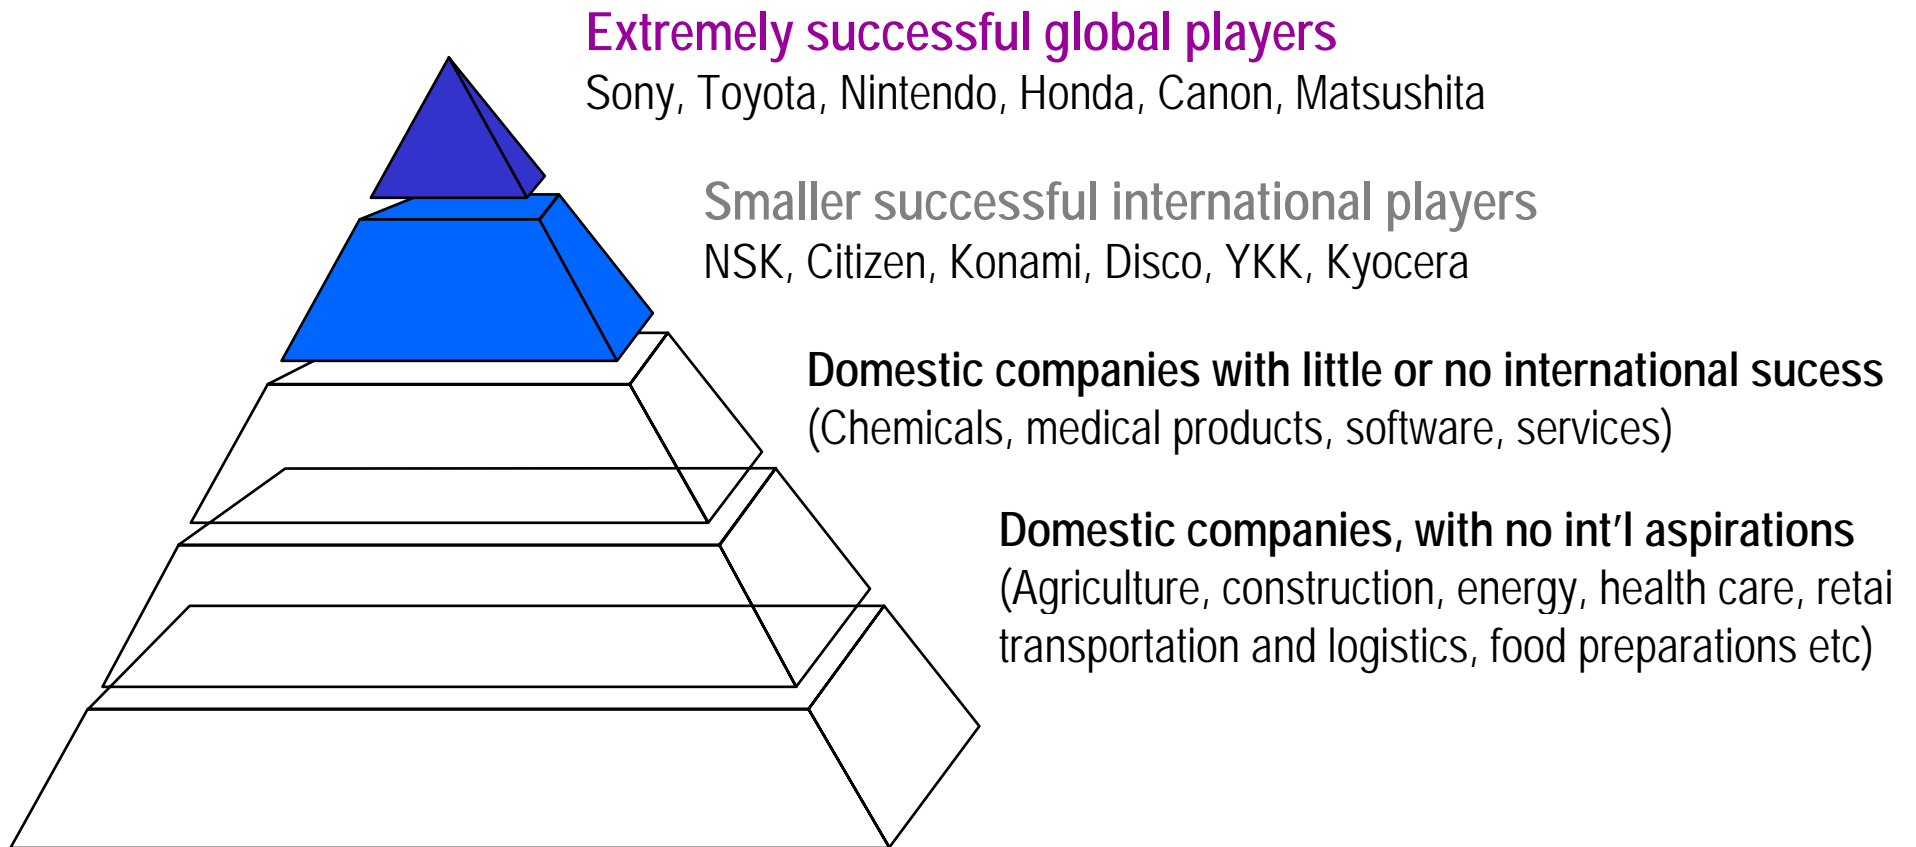 Extremely successful global players
Sony, Toyota, Nintendo, Honda, Canon, Matsushita
Smaller successful international players
NSK, Citizen, Konami, Disco, YKK, Kyocera
Domestic companies with little or no international sucess
(Chemicals, medical products, software, services)
Domestic companies, with no int’l aspirations
(Agriculture, construction, energy, health care, retai
transportation and logistics, food preparations etc)